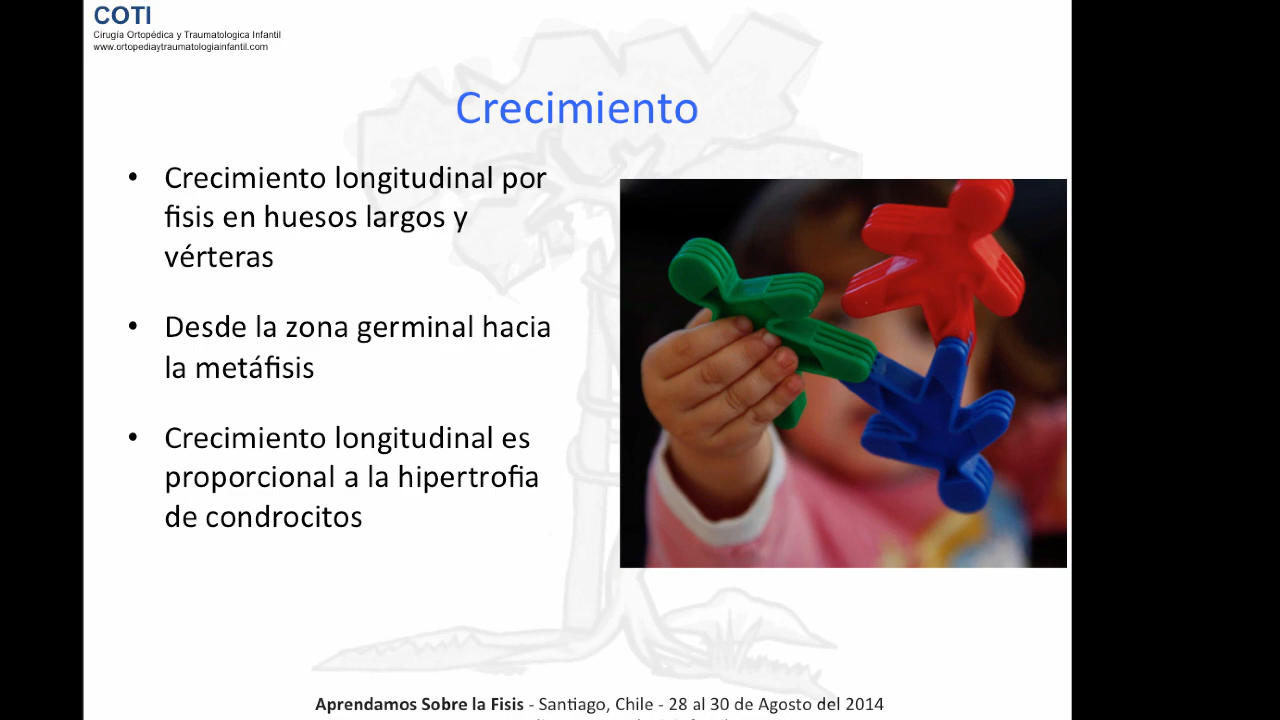 COTI
Cirugía Ortopédica y Traumatologica Infantil
www.ortopediaytraumatologiainfantil.com
Crecimiento
• Crecimiento longitudinal por
fisis en huesos largos y
vérteras
• Desde la zona germinal hacia
la metáfisis
• Crecimiento longitudinal es
proporcional a la hipertrofia
de condrocitos
Aprendamos Sobre la Fisis - Santiago, Chile - 28 al 30 de Agosto del 2014